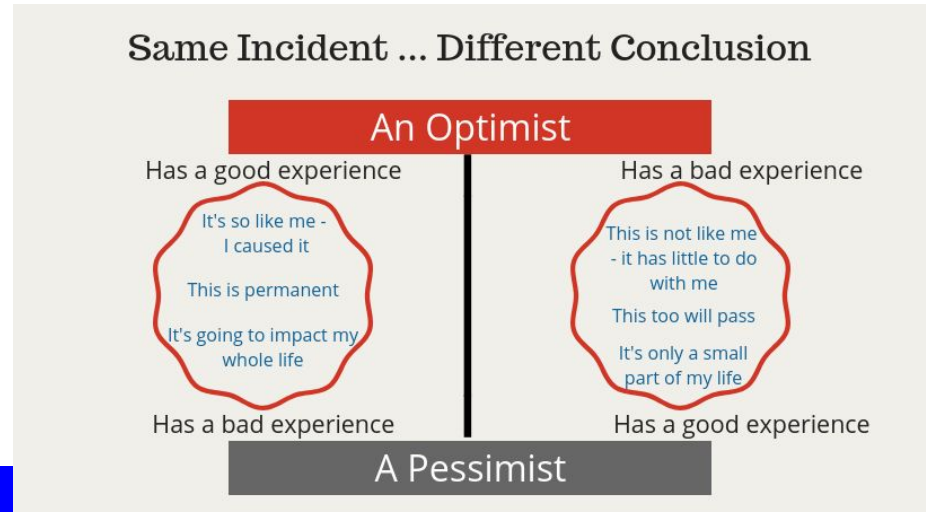 Same Incident ... Different Conclusion
An Optimist
Has a good experience
It's so like me -
I caused it
This is permanent
It's going to impact my
whole life
Has a bad experience
Has a bad experience
This is not like me
- it has little to do
with me
This too will pass
It's only a small
part of my life
Has a good experience
A Pessimist